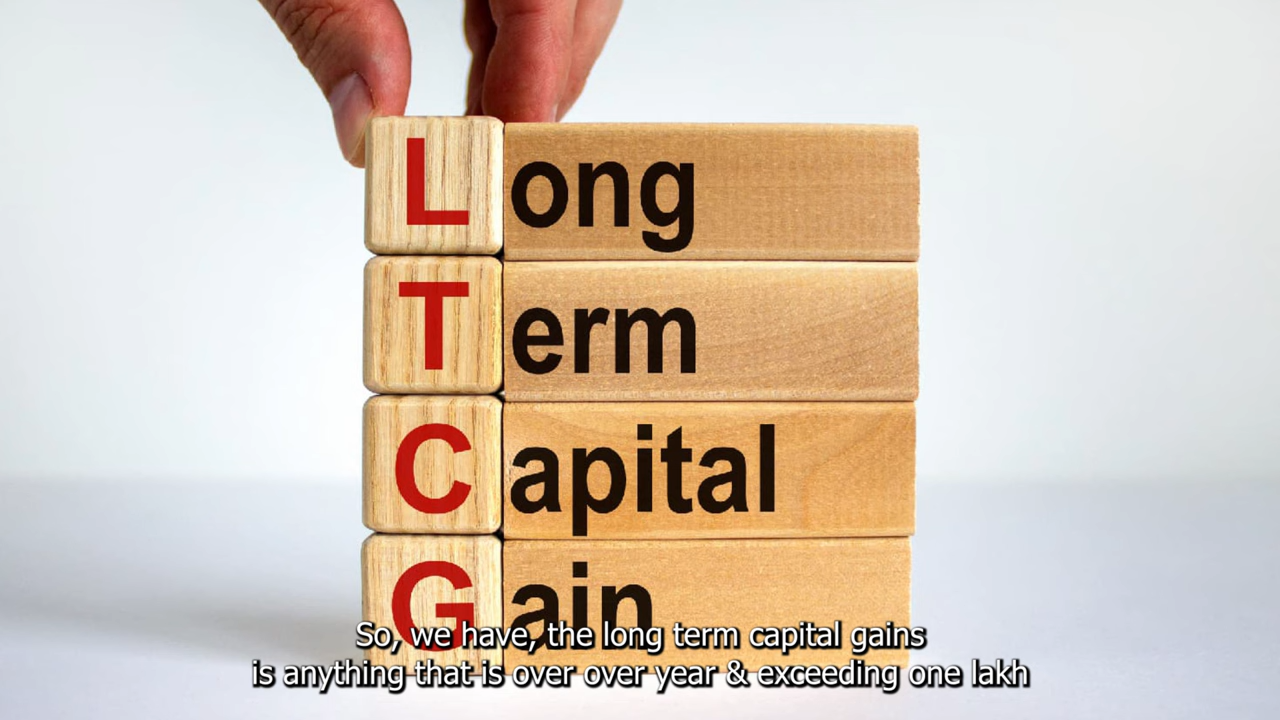 Long
Term
Capital
Gain
So, we have, the long term capital gains
is anything that is over over year & exceeding one lakh